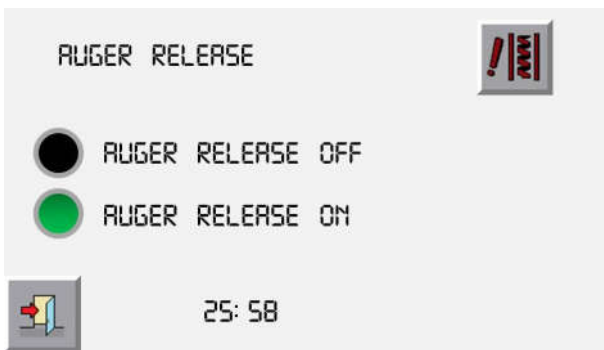 AUGER RELEASE
AUGER RELEASE OFF
AUGER RELEASE ON
25: 58